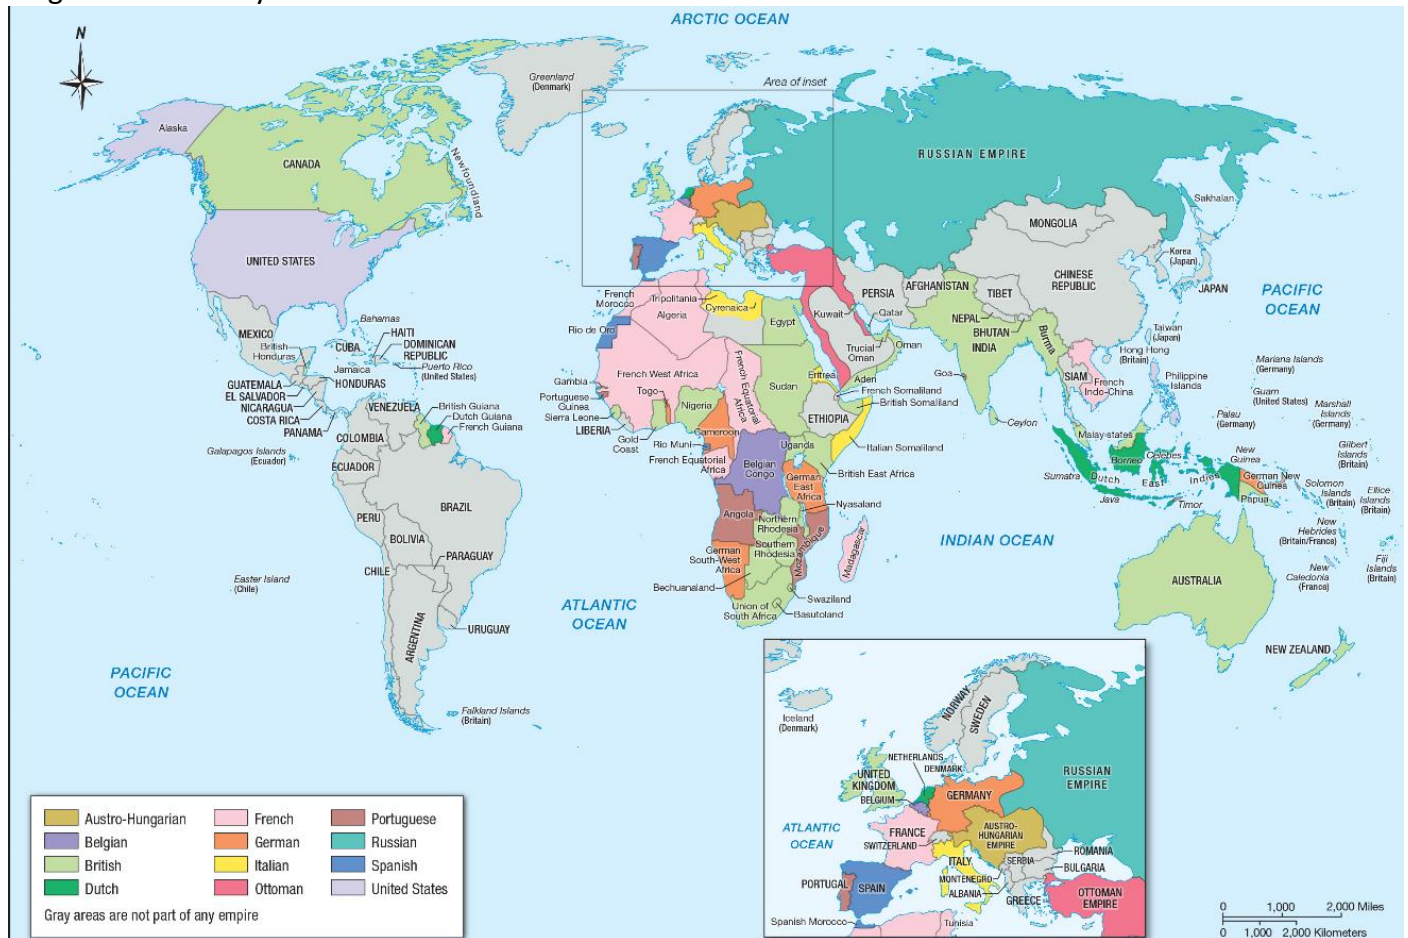 ARCTIC OCEAN
N
Greenland
(Denmark)
Area of inset
Alaska
CANADA
Newfoundland
RUSSIAN EMPIRE
Sakhalan
MONGOLIA
UNITED STATES
CHINESE
REPUBLIC
Korea
(Japan)
JAPAN
PACIFIC
OCEAN
PERSIA
AFGHANISTAN
TIBET
French
Morocco
Tripolitania
Cyrenaica
Algeria
Kuwait
Qatar
NEPAL
BHUTAN
Bahamas
MEXICO
British
Honduras
CUBA
HAITI
DOMINICAN
REPUBLIC
Jamaica
Puerto Rico
(United States)
HONDURAS
Rio de Oro
Egypt
Trucial
Oman
Oman
INDIA
Burma
Taiwan
(Japan)
Hong Hong
(Britain)
Mariana Islands
(Germany)
GUATEMALA
EL SALVADOR
NICARAGUA
COSTA RICA
PANAMA
French West Africa
French Equatorial
Africa
Sudan
Eritrea
Aden
Goa
SIAM
French
Indo-China
Philippine
Islands
Guam
(United States)
Gambia
Portuguese
Guinea
Sierra Leone
LIBERIA
Togo
Nigeria
French Somaliland
British Somaliland
ETHIOPIA
Palau
(Germany)
Marshall
Islands
(Germany)
VENEZUELA
British Guiana
Dutch Guiana
French Guiana
COLOMBIA
Gold
Coast
Cameroon
Rio Muni
Uganda
Italian Somaliland
Ceylon
Malay states
Galapagos Islands
(Ecuador)
ECUADOR
French Equatorial
Africa
Belgian
Congo
British East Africa
German
East
Africa
Borneo
Celebes
New
Guinea
Gilbert
Islands
(Britain)
Sumatra
Dutch
East
Indies
German New
Guinea
Papua
Java
Timor
Solomon
Islands
(Britain)
Ellice
Islands
(Britain)
PERU
BRAZIL
Angola
Nyasaland
Northern
Rhodesia
Southern
Rhodesia
Mozambique
Madagascar
INDIAN OCEAN
New
Hebrides
(Britain/France)
BOLIVIA
PARAGUAY
German
South-West
Africa
Fiji
Islands
(Britain)
New
Caledonia
(Franca)
Easter Island
(Chile)
CHILE
Bechuanaland
Swaziland
Basutoland
AUSTRALIA
ATLANTIC
OCEAN
Union of
South Africa
ARGENTINA
URUGUAY
NEW ZEALAND
PACIFIC
OCEAN
Falkland Islands
(Britain)
Iceland
(Denmark)
NORWAY
SWEDEN
NETHERLANDS
DENMARK
UNITED
KINGDOM
BELGIUM
GERMANY
RUSSIAN
EMPIRE
ATLANTIC
OCEAN
FRANCE
SWITZERLAND
AUSTRO-
HUNGARIAN
EMPIRE
ROMANIA
SERBIA
BULGARIA
ITALY
MONTENEGRO
ALBANIA
PORTUGAL
SPAIN
GREECE
OTTOMAN
EMPIRE
Spanish Morocco
Tunisia
Austro-Hungarian
Belgian
British
Dutch
French
German
Italian
Ottoman
Portuguese
Russian
Spanish
United States
Gray areas are not part of any empire
0 1,000 2,000 Miles
0 1,000 2,000 Kilometers